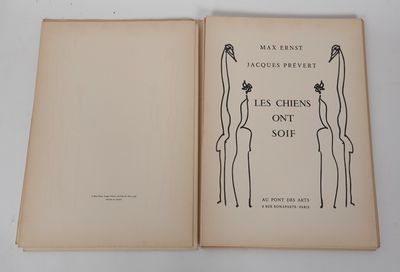 MAX ERNST
JACQUES PRÉVERT
LES CHIENS
ONT
SOIF
AU PONT DES ARTS
6 RUE BONAPARTE · PARIS